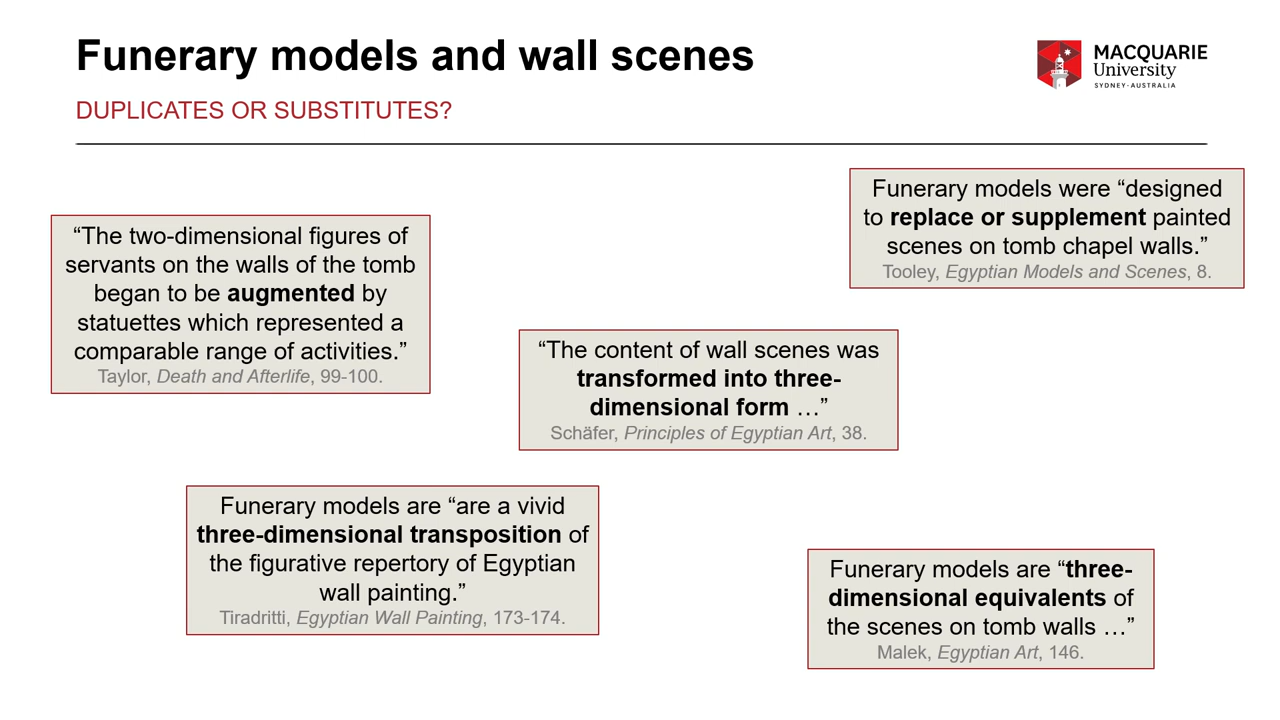 Funerary models and wall scenes
DUPLICATES OR SUBSTITUTES?
MACQUARIE
University
SYDNEY-AUSTRALIA
“The two-dimensional figures of
servants on the walls of the tomb
began to be augmented by
statuettes which represented a
comparable range of activities.”
Taylor, Death and Afterlife, 99-100.
Funerary models were “designed
to replace or supplement painted
scenes on tomb chapel walls.”
Tooley, Egyptian Models and Scenes, 8.
“The content of wall scenes was
transformed into three-
dimensional form …”
Schäfer, Principles of Egyptian Art, 38.
Funerary models are “are a vivid
three-dimensional transposition of
the figurative repertory of Egyptian
wall painting.”
Tiradritti, Egyptian Wall Painting, 173-174.
Funerary models are “three-
dimensional equivalents of
the scenes on tomb walls …”
Malek, Egyptian Art, 146.